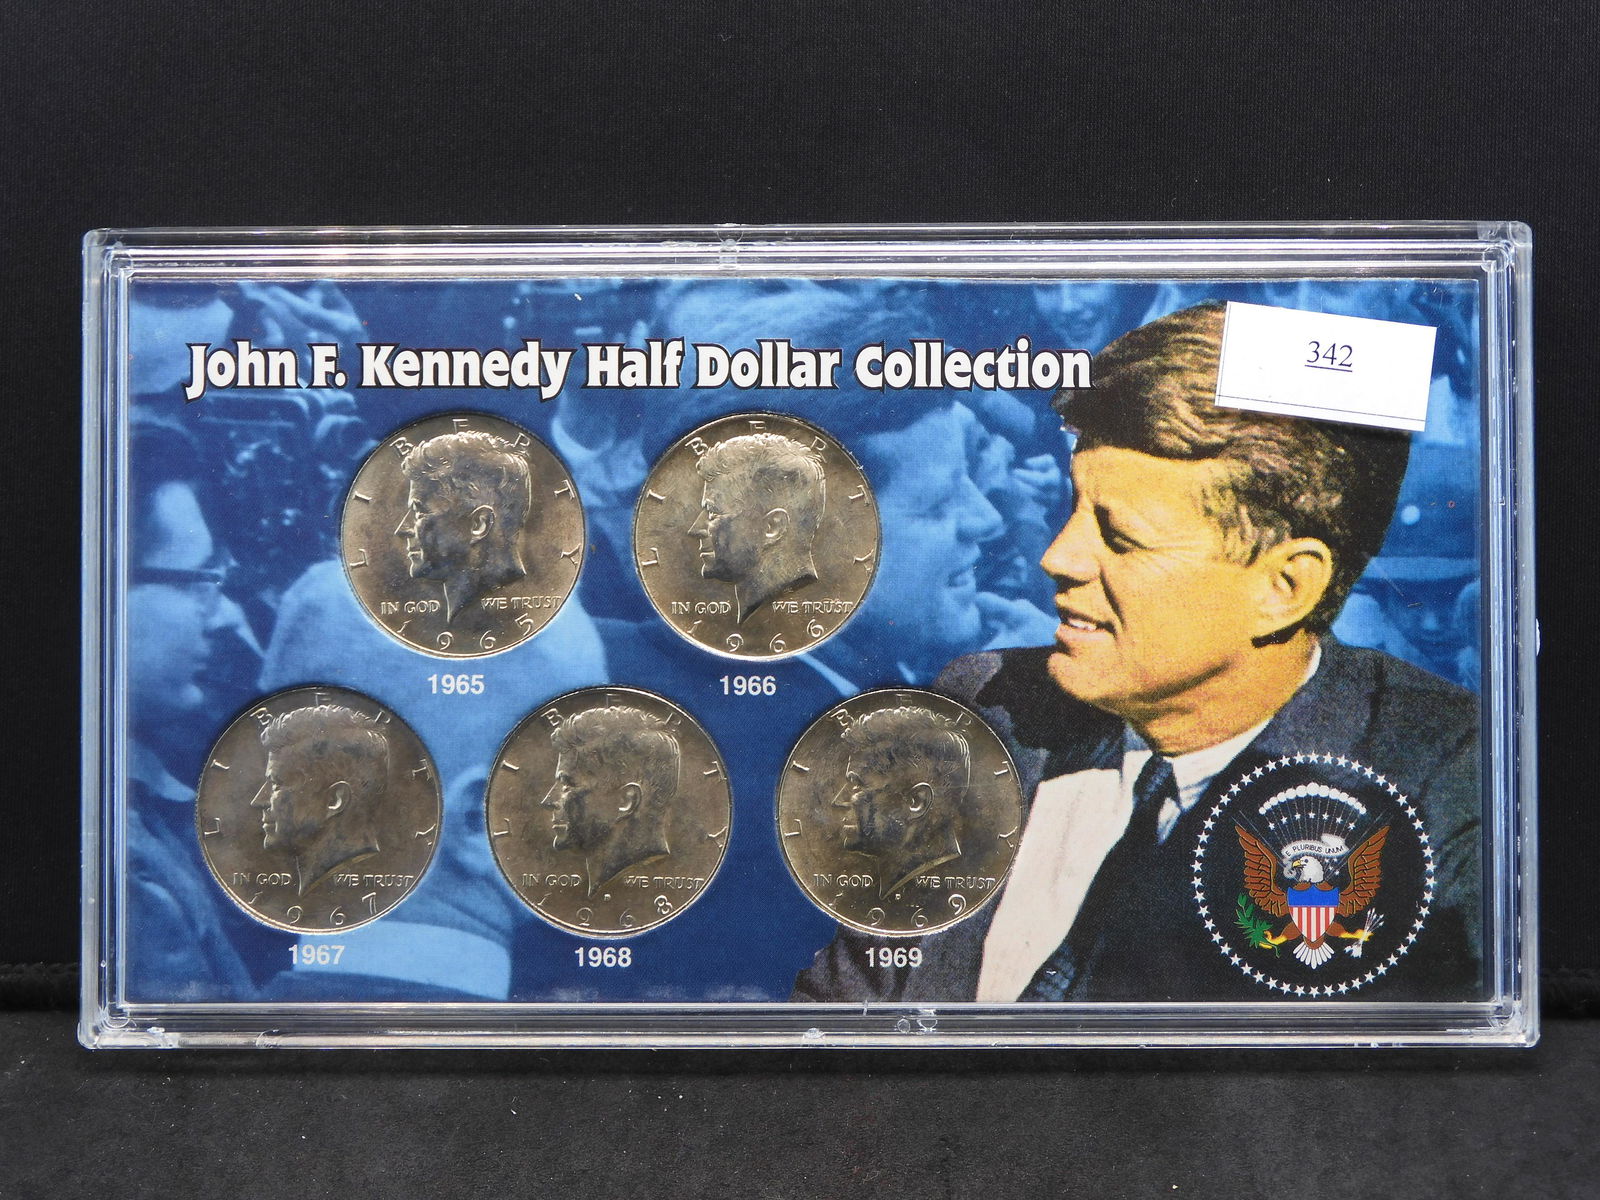 342
John F. Kennedy Half Dollar Collection
LIBERTY
IN GOD WE TRUST
1965
LIBERTY
IN GOD WE TRUST
1966
1965
1966
LIBERTY
IN GOD WE TRUST
1967
LIBERTY
IN GOD WE TRUST
D
1968
LIBERTY
IN GOD WE TRUST
D
1969
1967
1968
1969
E PLURIBUS UNUM